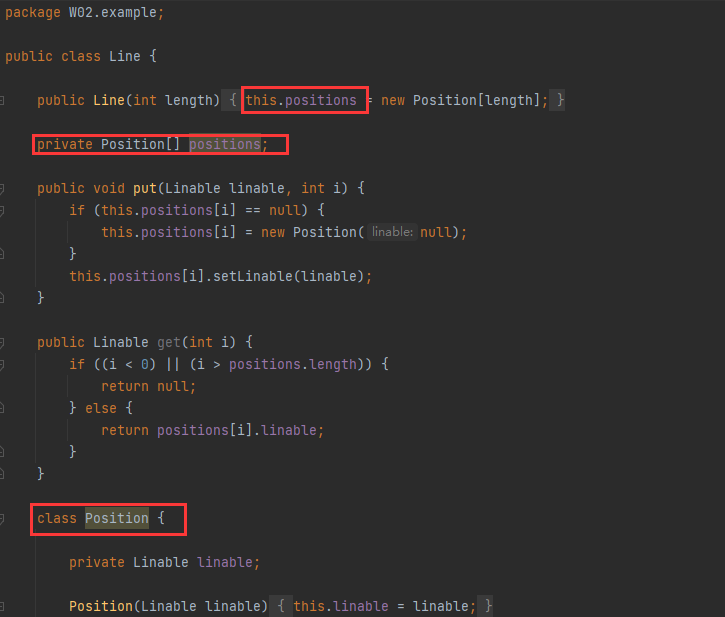 package W02.example;
public class Line {
public Line(int length) { this.positions = new Position[length]; }
private Position[] positions;
public void put(Linable linable, int i) {
if (this.positions[i] == null) {
this.positions[i] = new Position( linable: null);
}
this.positions[i].setLinable(linable);
}
public Linable get(int i) {
if ((i < 0) || (i > positions.length)) {
return null;
} else {
return positions[i].linable;
}
}
class Position {
private Linable linable;
Position(Linable linable) { this.linable = linable; }